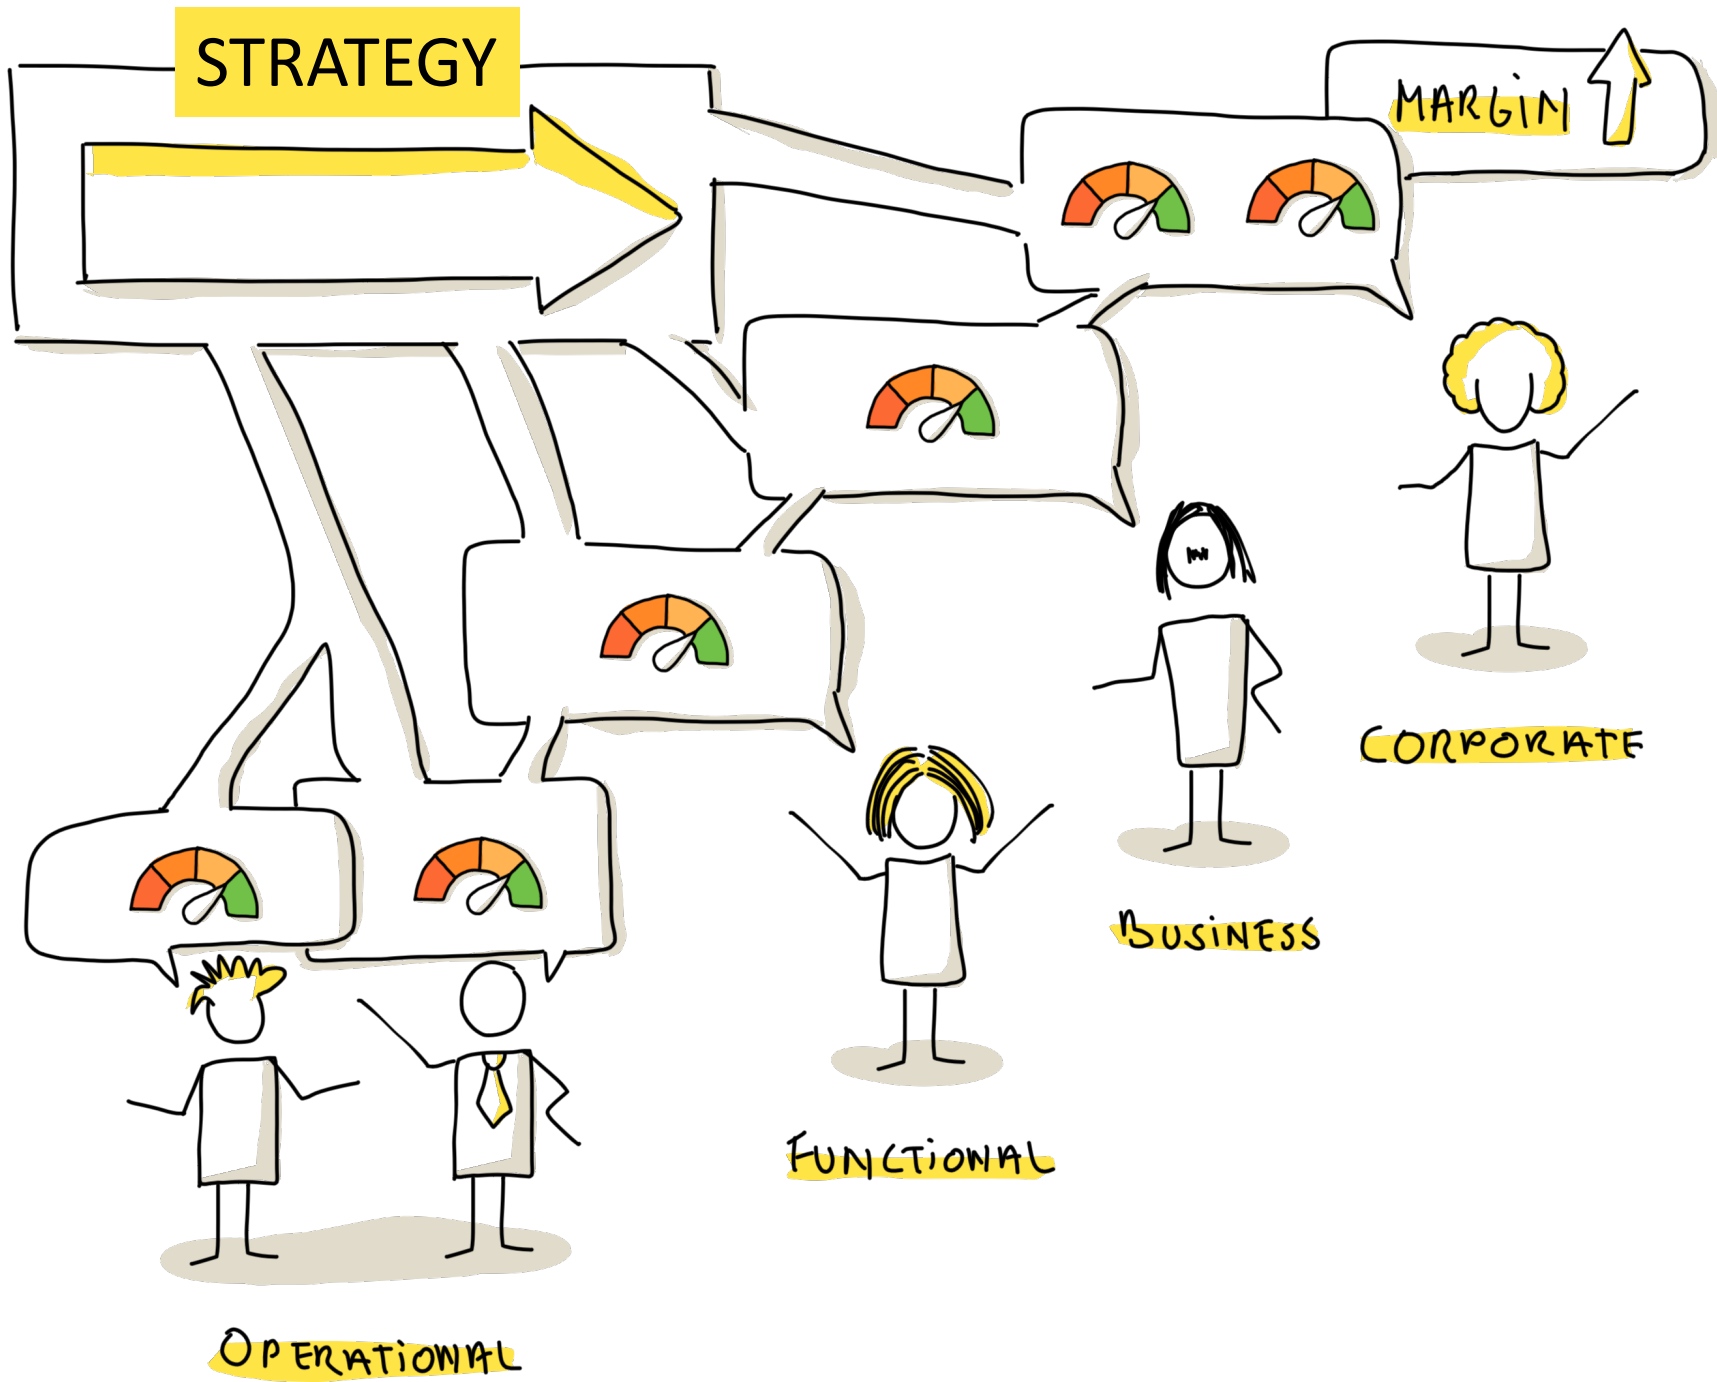 STRATEGY
MARGiN
CORPORATE
BUSiNESS
FUNCTiONAL
OPERATiONAL